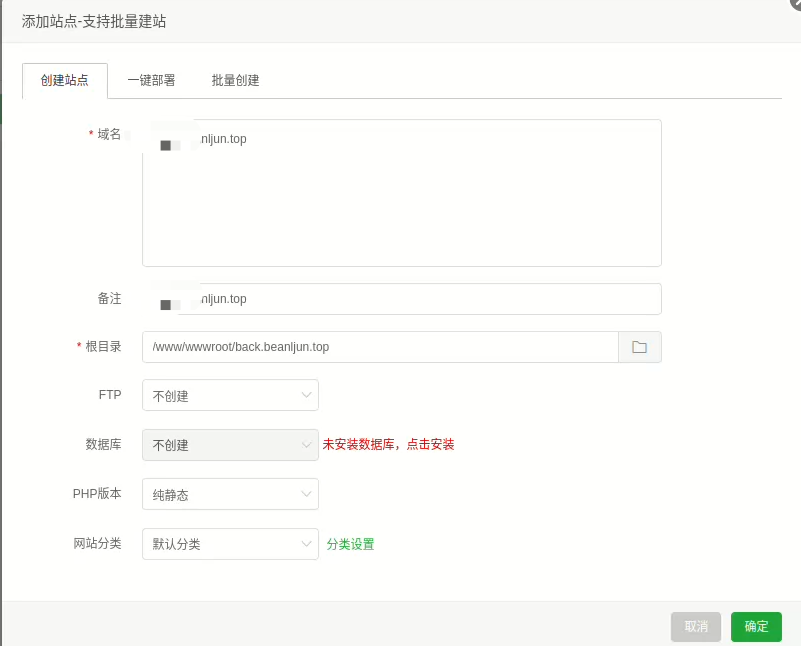 添加站点-支持批量建站
创建站点 一键部署 批量创建
* 域名
nljun.top
备注 nljun.top
* 根目录 /www/wwwroot/back.beanljun.top
FTP 不创建
数据库 不创建 未安装数据库，点击安装
PHP版本 纯静态
网站分类 默认分类 分类设置
取消 确定